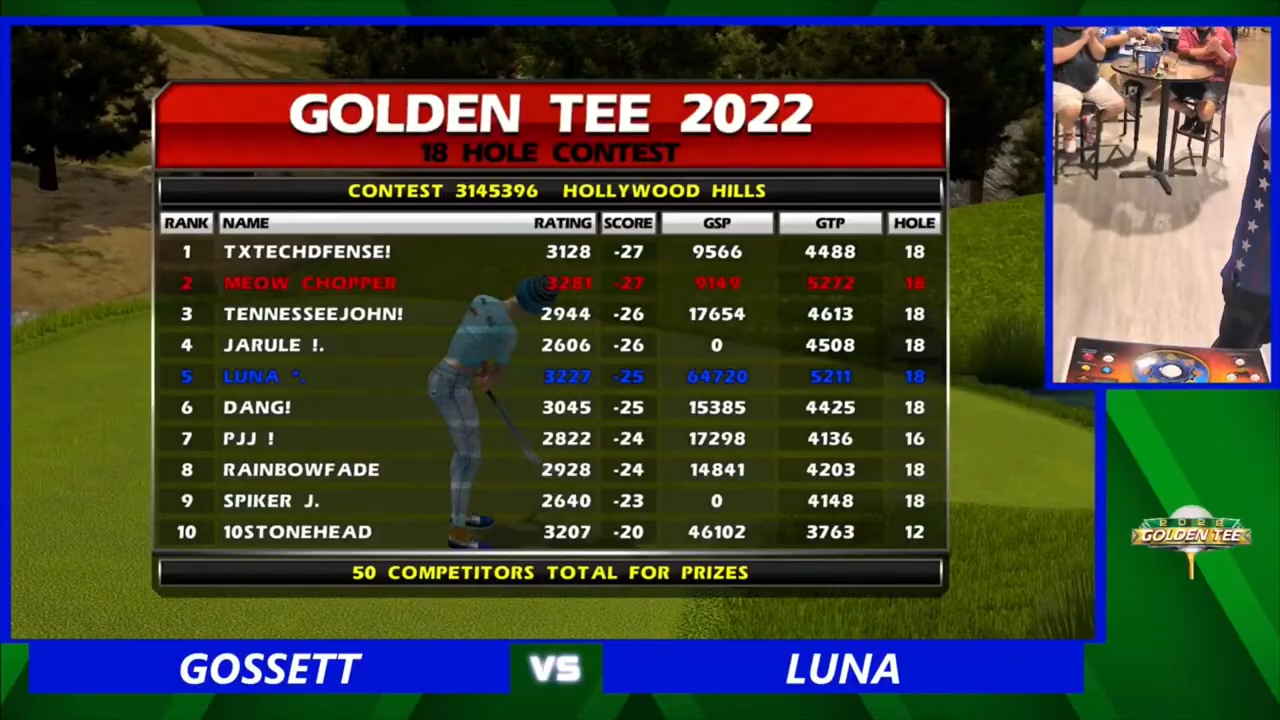 GOLDEN TEE 2022
18 HOLE CONTEST
CONTEST 3145396 HOLLYWOOD HILLS
RANK NAME RATING SCORE GSP GTP HOLE
1 TXTECHDFENSE! 3128 -27 9566 4488 18
2 MEOW CHOPPER 3281 -27 9149 5272 18
3 TENNESSEEJOHN! 2944 -26 17654 4613 18
4 JARULE !. 2606 -26 0 4508 18
5 LUNA *. 3227 -25 64720 5211 18
6 DANG! 3045 -25 15385 4425 18
7 PJJ ! 2822 -24 17298 4136 16
8 RAINBOWFADE 2928 -24 14841 4203 18
9 SPIKER J. 2640 -23 0 4148 18
10 10STONEHEAD 3207 -20 46102 3763 12
50 COMPETITORS TOTAL FOR PRIZES
2022
GOLDEN TEE
GOSSETT VS LUNA